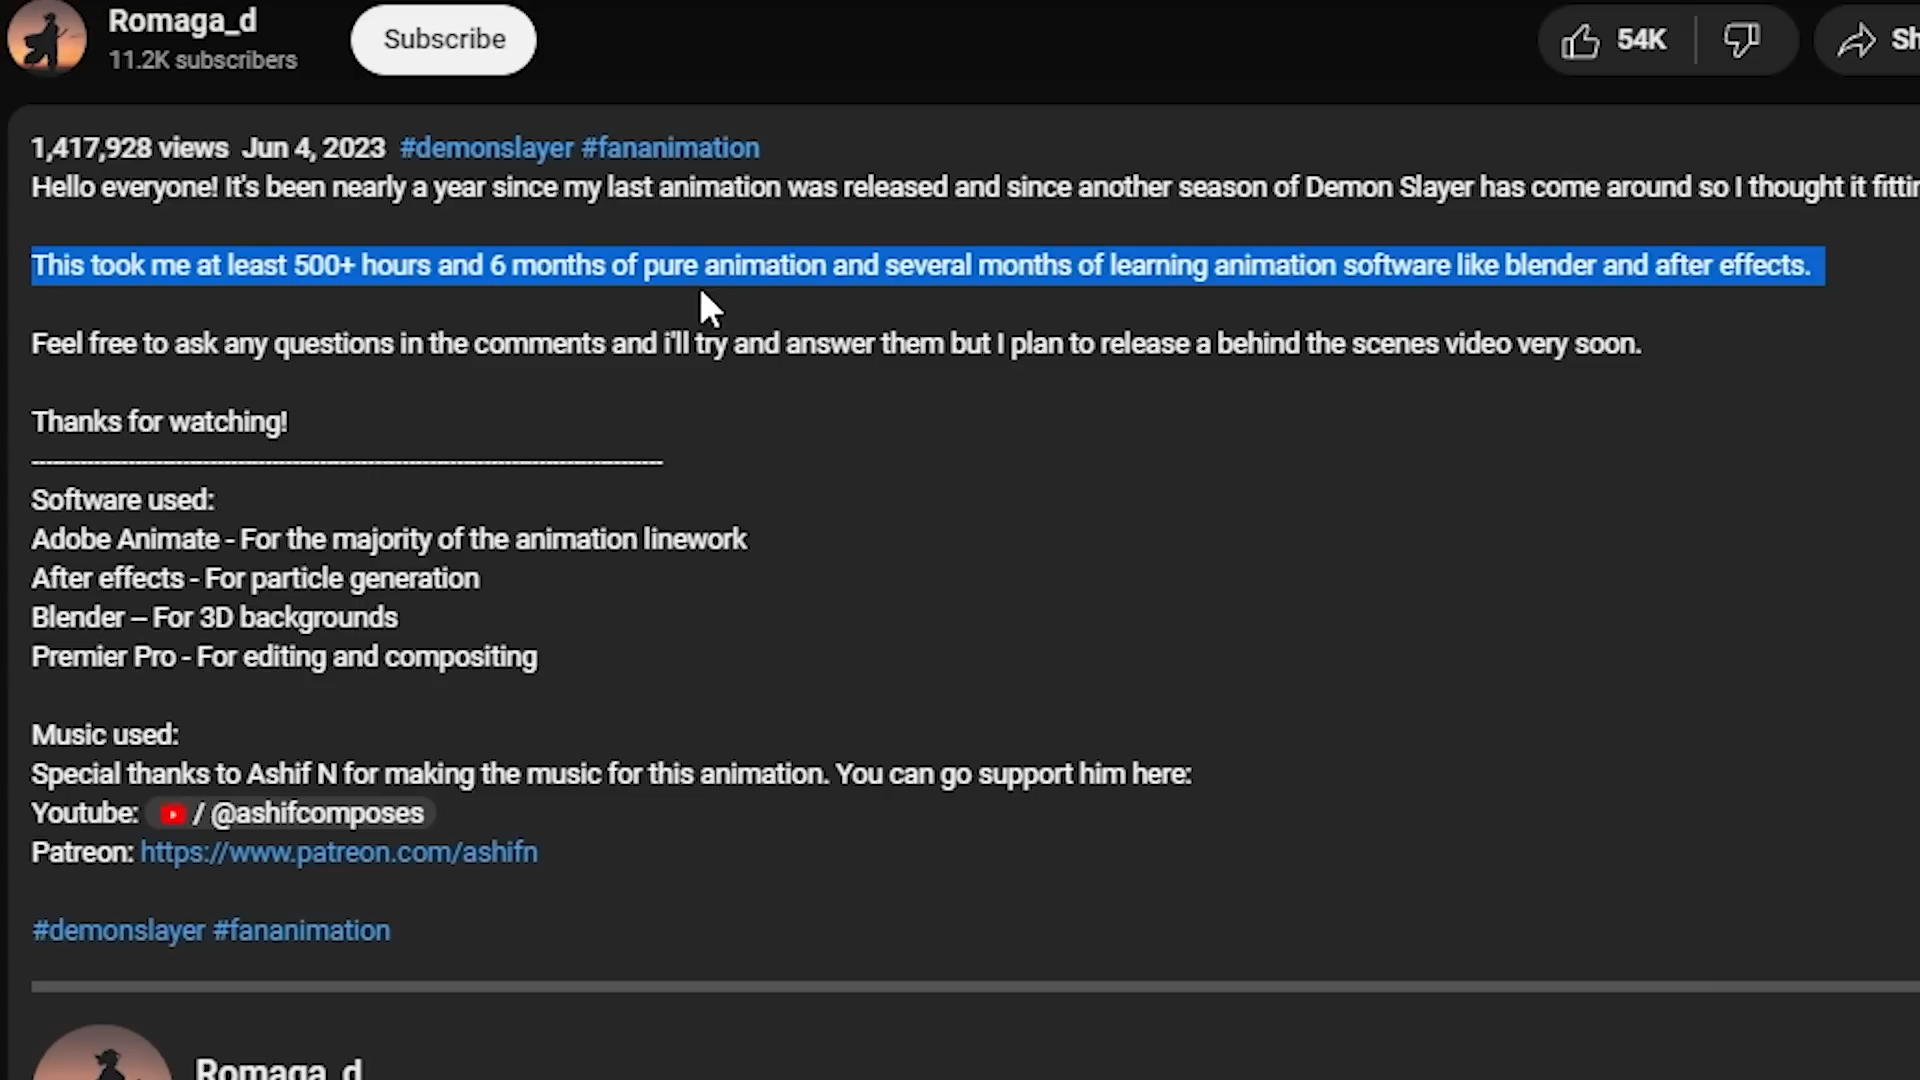 Romaga_d
11.2K subscribers
Subscribe
54K
1,417,928 views Jun 4, 2023 #demonslayer #fananimation
Hello everyone! It's been nearly a year since my last animation was released and since another season of Demon Slayer has come around so I thought it
This took me at least 500+ hours and 6 months of pure animation and several months of learning animation software like blender and after effects.
Feel free to ask any questions in the comments and i'll try and answer them but I plan to release a behind the scenes video very soon.
Thanks for watching!
Software used:
Adobe Animate - For the majority of the animation linework
After effects - For particle generation
Blender – For 3D backgrounds
Premier Pro - For editing and compositing
Music used:
Special thanks to Ashif N for making the music for this animation. You can go support him here:
Youtube: / @ashifcomposes
Patreon: https://www.patreon.com/ashifn
#demonslayer #fananimation
Romaga_d